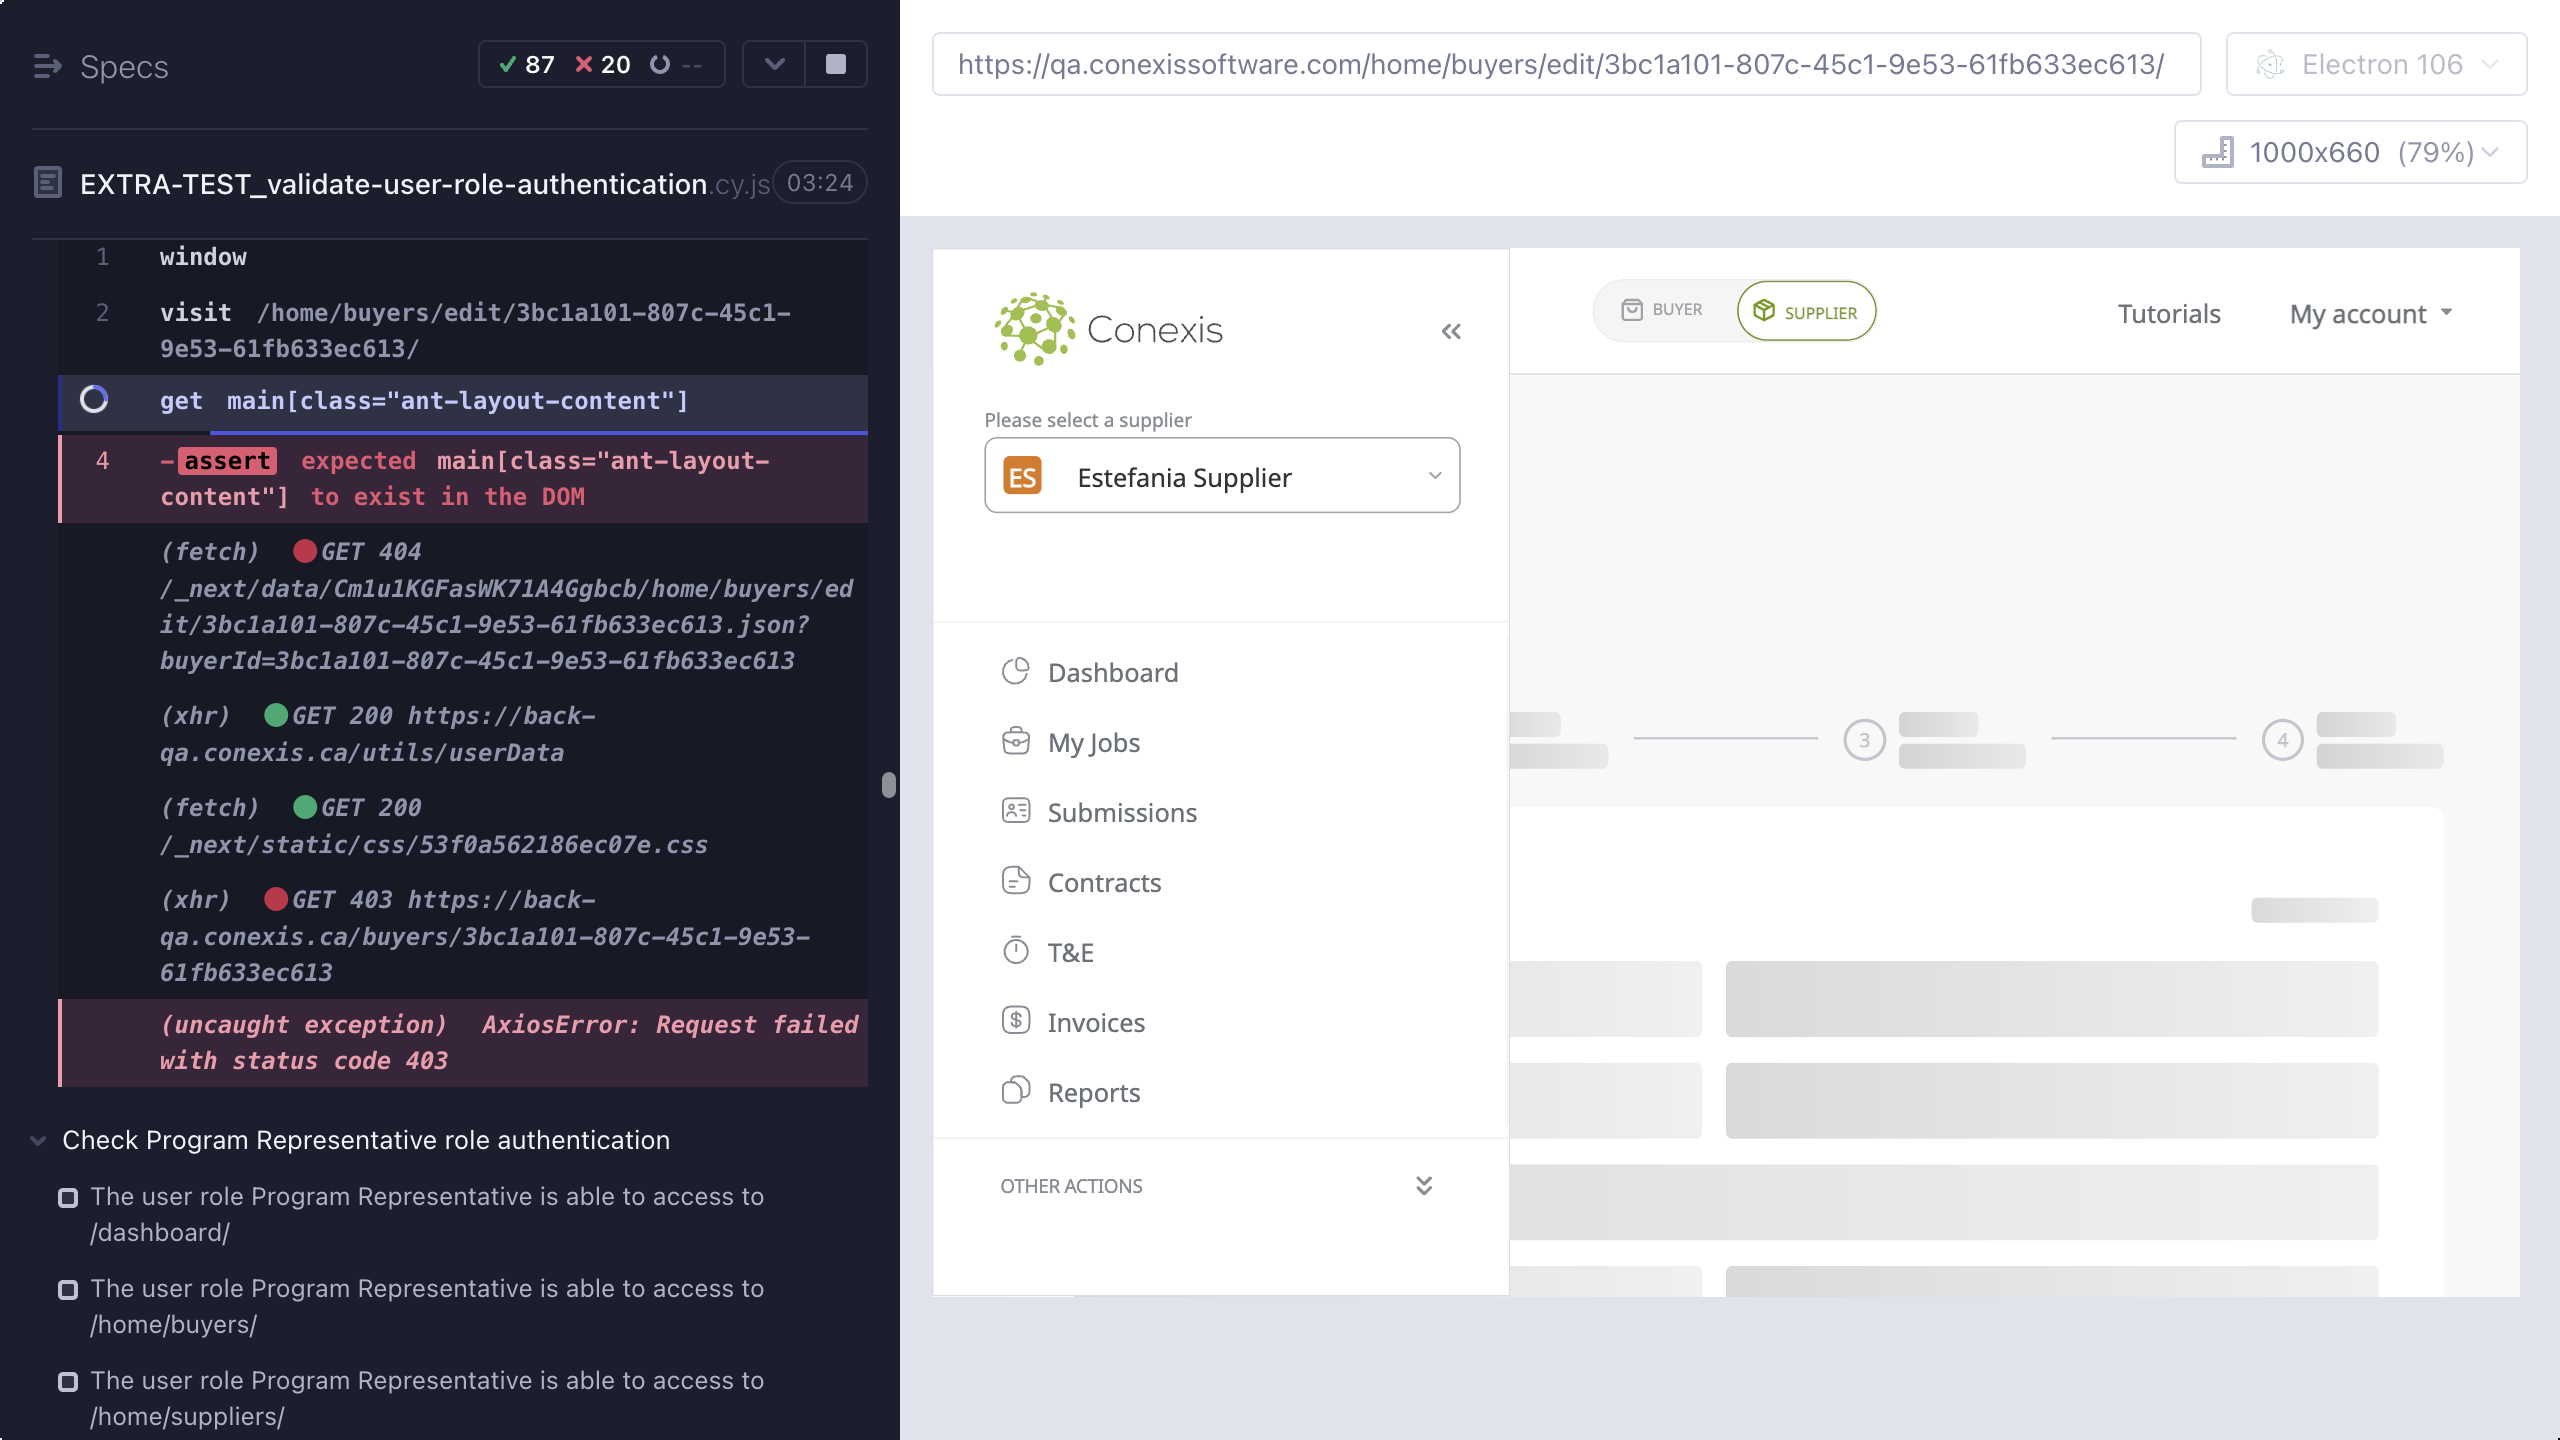 Specs
87 20 --
EXTRA-TEST_validate-user-role-authentication.cy.js 03:24
1 window
2 visit /home/buyers/edit/3bc1a101-807c-45c1-
9e53-61fb633ec613/
get main[class="ant-layout-content"]
4 -assert expected main[class="ant-layout-
content"] to exist in the DOM
(fetch) GET 404
/_next/data/Cm1u1KGFasWK71A4Ggbcb/home/buyers/ed
it/3bc1a101-807c-45c1-9e53-61fb633ec613.json?
buyerId=3bc1a101-807c-45c1-9e53-61fb633ec613
(xhr) GET 200 https://back-
qa.conexis.ca/utils/userData
(fetch) GET 200
/_next/static/css/53f0a562186ec07e.css
(xhr) GET 403 https://back-
qa.conexis.ca/buyers/3bc1a101-807c-45c1-9e53-
61fb633ec613
(uncaught exception) AxiosError: Request failed
with status code 403
Check Program Representative role authentication
The user role Program Representative is able to access to
/dashboard/
The user role Program Representative is able to access to
/home/buyers/
The user role Program Representative is able to access to
/home/suppliers/
https://qa.conexissoftware.com/home/buyers/edit/3bc1a101-807c-45c1-9e53-61fb633ec613/
Electron 106
1000x660 (79%)
Conexis
BUYER
SUPPLIER
Tutorials
My account
Please select a supplier
ES Estefania Supplier
Dashboard
My Jobs
Submissions
Contracts
T&E
Invoices
Reports
OTHER ACTIONS
3
4